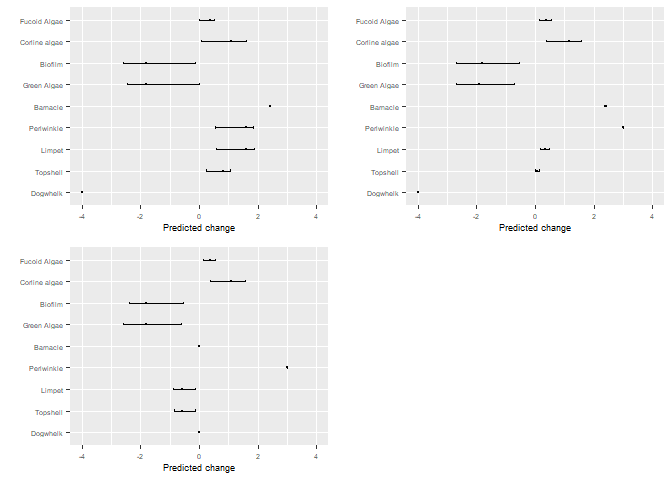 Fucoid Algae
Corline algae
Biofilm
Green Algae
Barnacle
Periwinkle
Limpet
Topshell
Dogwhelk
-4 -2 0 2 4
Predicted change
Fucoid Algae
Corline algae
Biofilm
Green Algae
Barnacle
Periwinkle
Limpet
Topshell
Dogwhelk
-4 -2 0 2 4
Predicted change
Fucoid Algae
Corline algae
Biofilm
Green Algae
Barnacle
Periwinkle
Limpet
Topshell
Dogwhelk
-4 -2 0 2 4
Predicted change